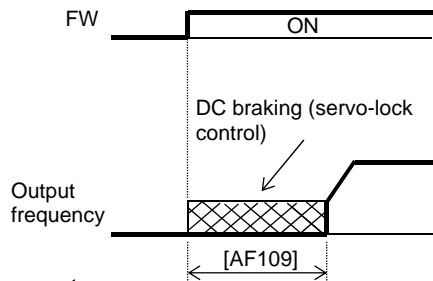 FW
ON
DC braking (servo-lock
control)
Output
frequency
[AF109]